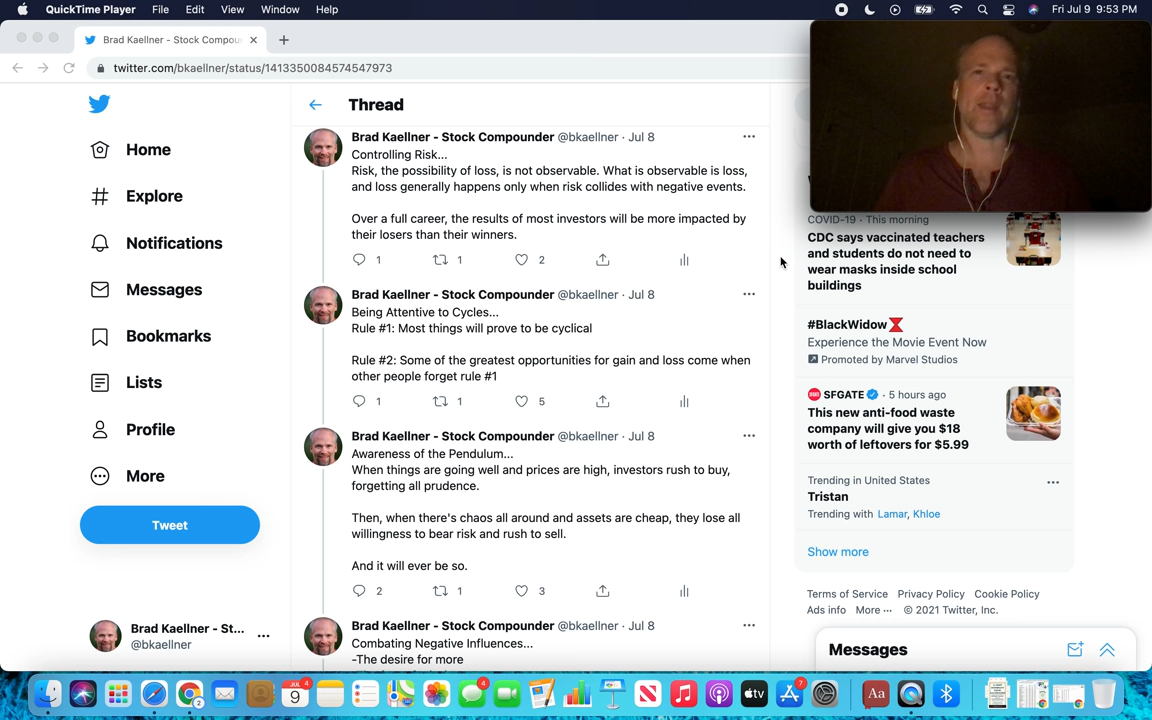 QuickTime Player File Edit View Window Help
Fri Jul 9 9:53 PM
Brad Kaellner - Stock Compou
twitter.com/bkaellner/status/1413350084574547973
Home
Explore
Notifications
Messages
Bookmarks
Lists
Profile
More
Tweet
Brad Kaellner - St...
@bkaellner
Thread
Brad Kaellner - Stock Compounder @bkaellner · Jul 8
Controlling Risk...
Risk, the possibility of loss, is not observable. What is observable is loss,
and loss generally happens only when risk collides with negative events.
Over a full career, the results of most investors will be more impacted by
their losers than their winners.
1 1 2
Brad Kaellner - Stock Compounder @bkaellner · Jul 8
Being Attentive to Cycles...
Rule #1: Most things will prove to be cyclical
Rule #2: Some of the greatest opportunities for gain and loss come when
other people forget rule #1
1 1 5
Brad Kaellner - Stock Compounder @bkaellner · Jul 8
Awareness of the Pendulum...
When things are going well and prices are high, investors rush to buy,
forgetting all prudence.
Then, when there's chaos all around and assets are cheap, they lose all
willingness to bear risk and rush to sell.
And it will ever be so.
2 1 3
Brad Kaellner - Stock Compounder @bkaellner · Jul 8
Combating Negative Influences...
-The desire for more
COVID-19 · This morning
CDC says vaccinated teachers
and students do not need to
wear masks inside school
buildings
#BlackWidow
Experience the Movie Event Now
Promoted by Marvel Studios
SFGATE · 5 hours ago
This new anti-food waste
company will give you $18
worth of leftovers for $5.99
Trending in United States
Tristan
Trending with Lamar, Khloe
Show more
Terms of Service Privacy Policy Cookie Policy
Ads info More ··· © 2021 Twitter, Inc.
Messages
2
JUL
9
4
4
7
Aa
tv